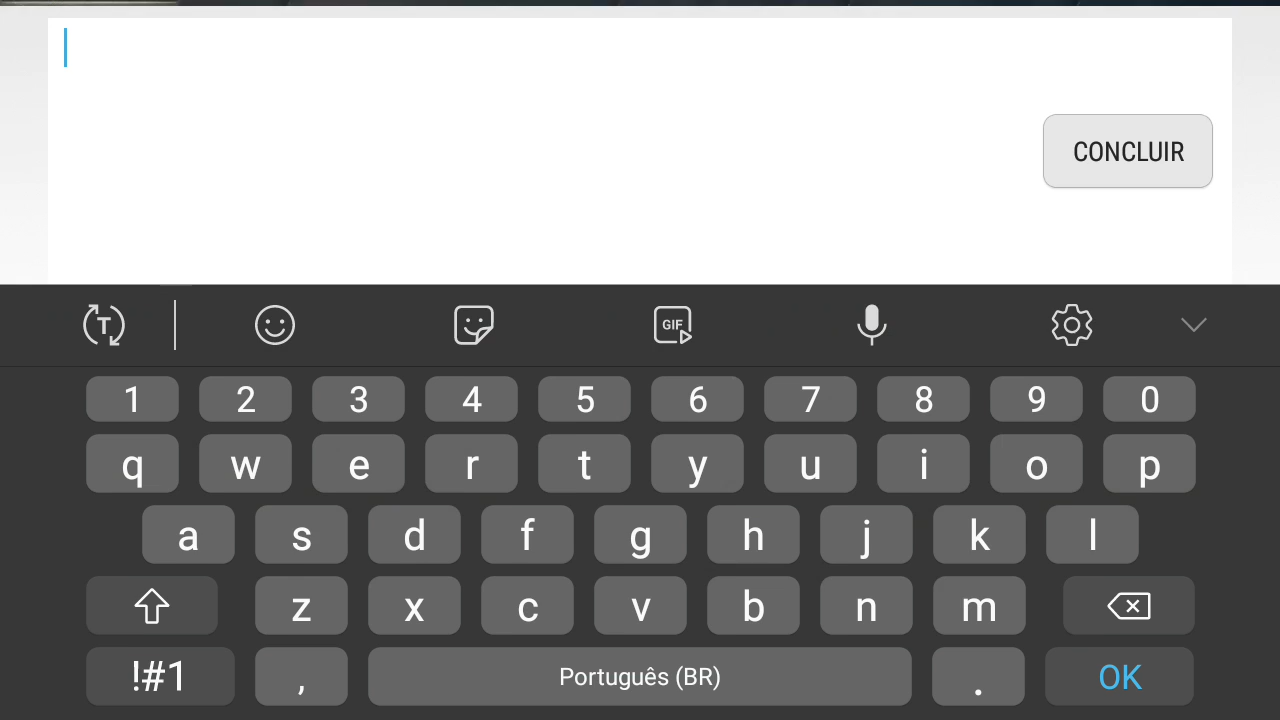 CONCLUIR
T
GIF
1 2 3 4 5 6 7 8 9 0
q w e r t y u i o p
a s d f g h j k l
z x c v b n m
!#1 , Português (BR) . OK